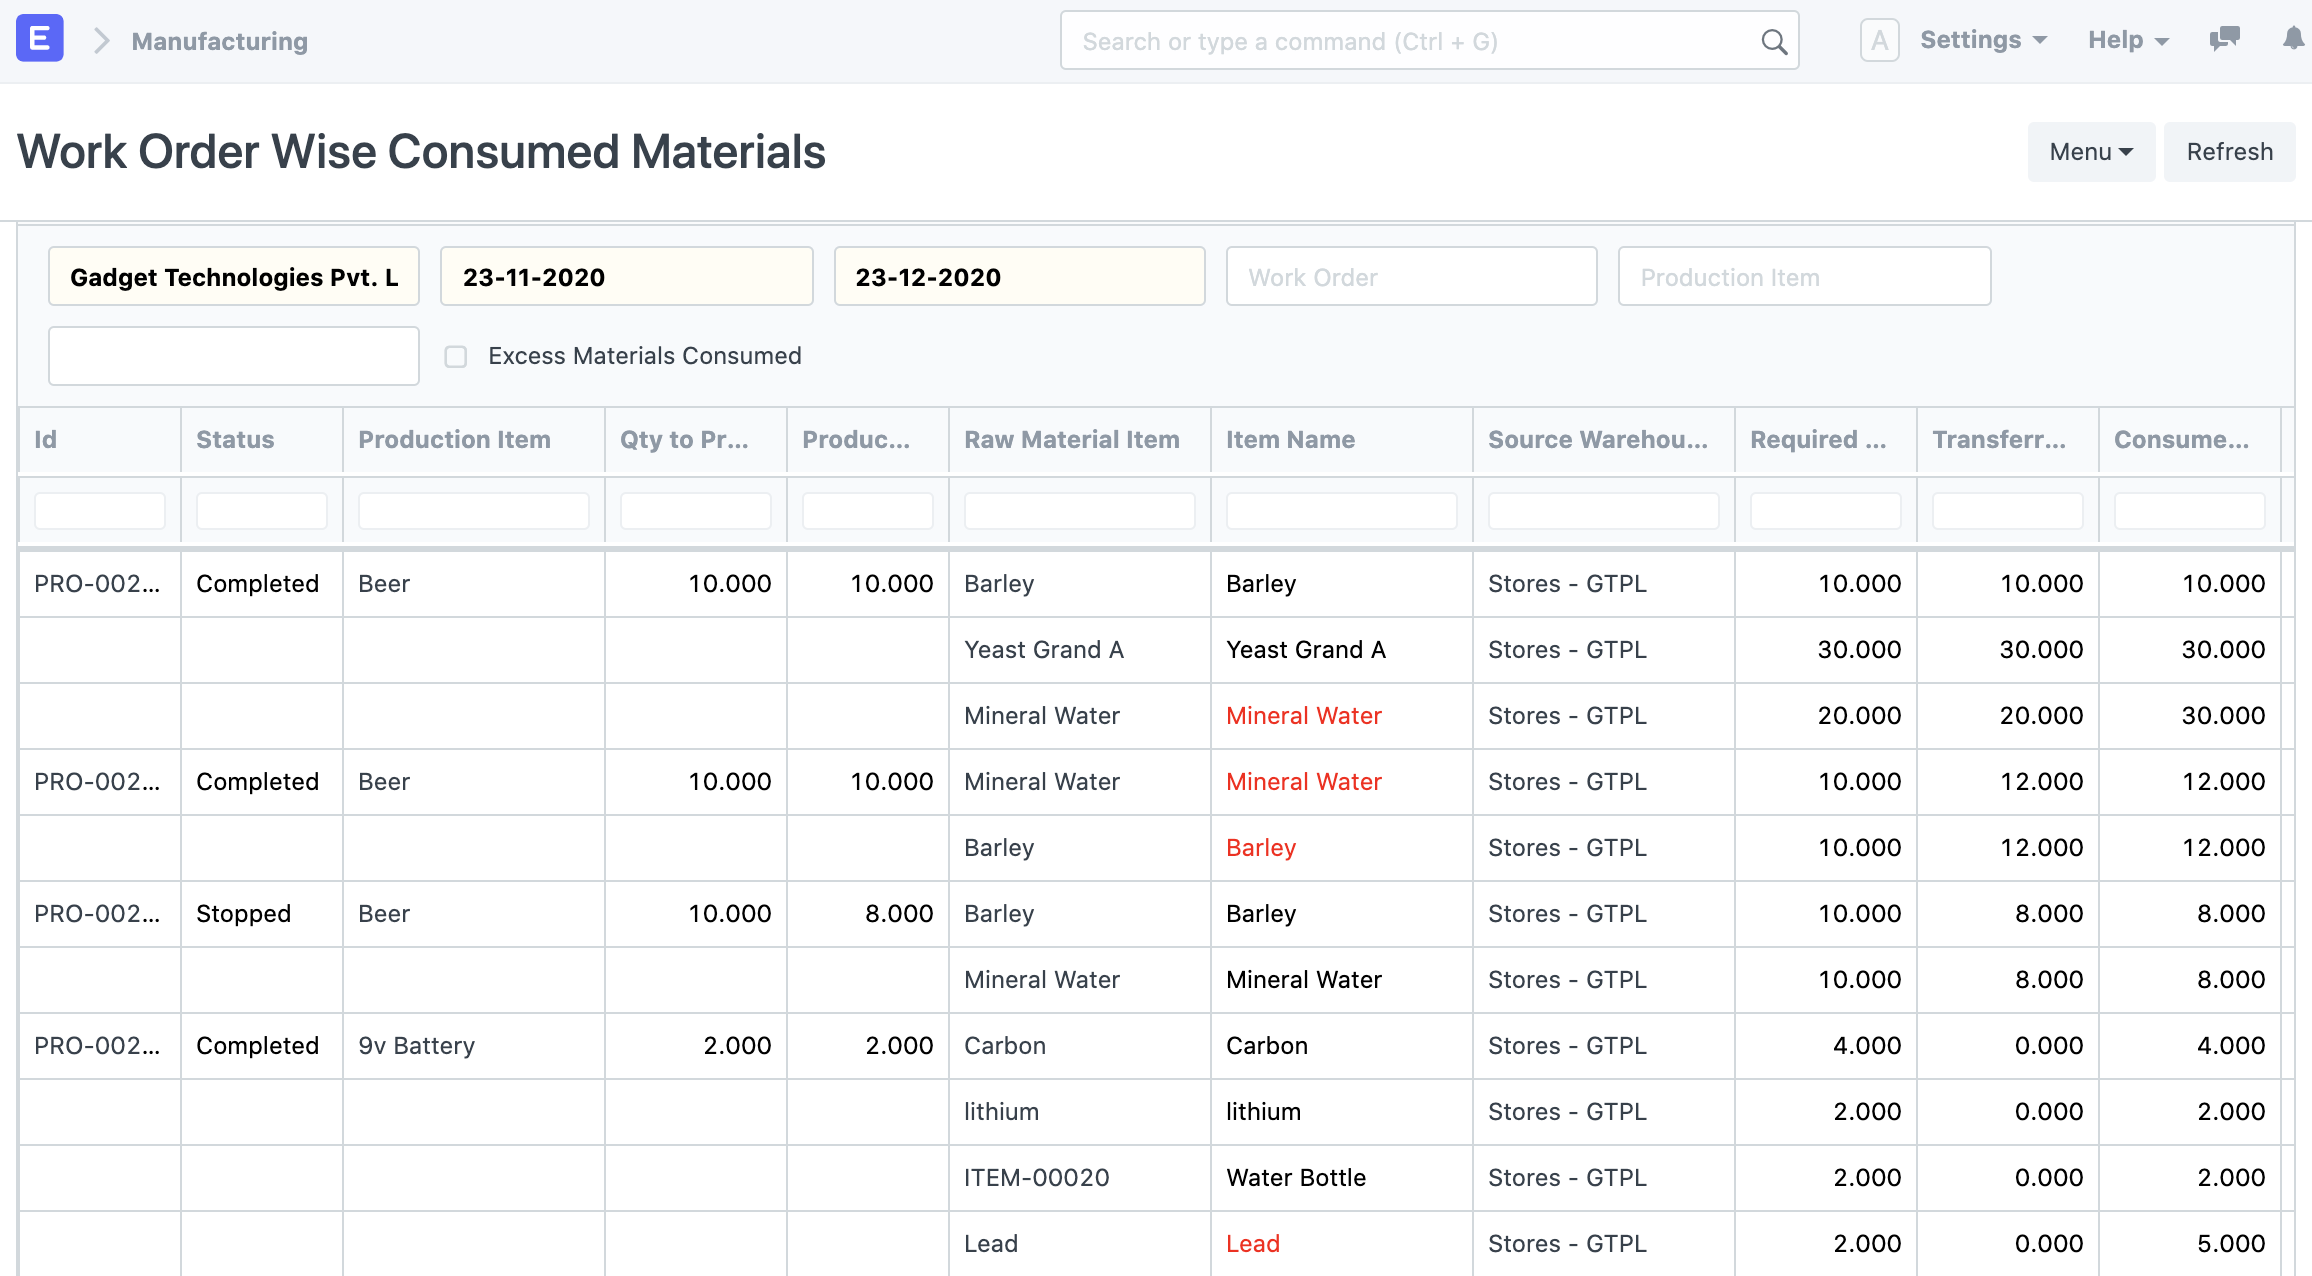 E Manufacturing Search or type a command (Ctrl + G) A Settings Help
Work Order Wise Consumed Materials Menu Refresh
Gadget Technologies Pvt. L 23-11-2020 23-12-2020 Work Order Production Item
Excess Materials Consumed
Id Status Production Item Qty to Pr... Produc... Raw Material Item Item Name Source Warehou... Required ... Transferr... Consume...
PRO-002... Completed Beer 10.000 10.000 Barley Barley Stores - GTPL 10.000 10.000 10.000
Yeast Grand A Yeast Grand A Stores - GTPL 30.000 30.000 30.000
Mineral Water Mineral Water Stores - GTPL 20.000 20.000 30.000
PRO-002... Completed Beer 10.000 10.000 Mineral Water Mineral Water Stores - GTPL 10.000 12.000 12.000
Barley Barley Stores - GTPL 10.000 12.000 12.000
PRO-002... Stopped Beer 10.000 8.000 Barley Barley Stores - GTPL 10.000 8.000 8.000
Mineral Water Mineral Water Stores - GTPL 10.000 8.000 8.000
PRO-002... Completed 9v Battery 2.000 2.000 Carbon Carbon Stores - GTPL 4.000 0.000 4.000
lithium lithium Stores - GTPL 2.000 0.000 2.000
ITEM-00020 Water Bottle Stores - GTPL 2.000 0.000 2.000
Lead Lead Stores - GTPL 2.000 0.000 5.000